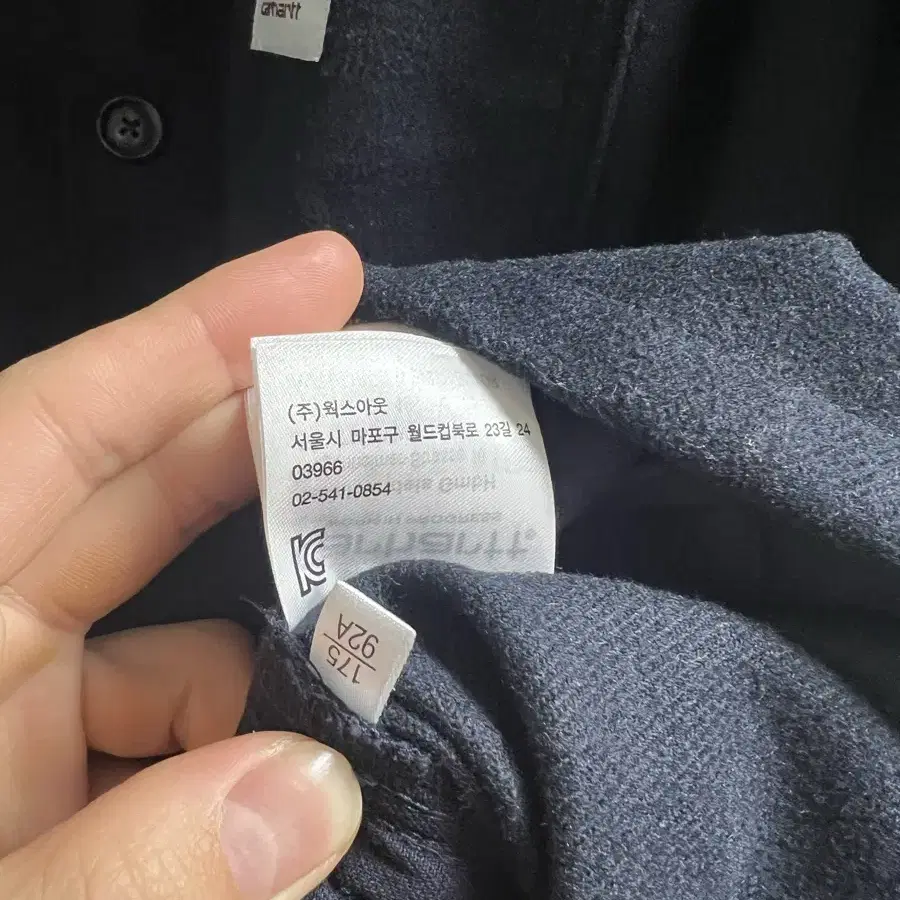 carhartt
(주)웍스아웃
서울시 마포구 월드컵북로 23길 24
03966
02-541-0854
175
92A